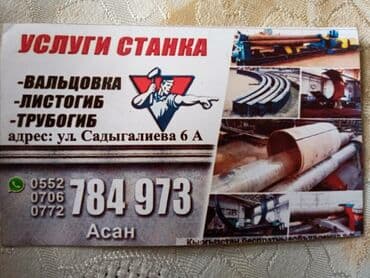 УСЛУГИ СТАНКА
-ВАЛЬЦОВКА
-ЛИСТОГИБ
-ТРУБОГИБ
адрес: ул. Садыгалиева 6 А
0552
0706
0772
784 973
Асан